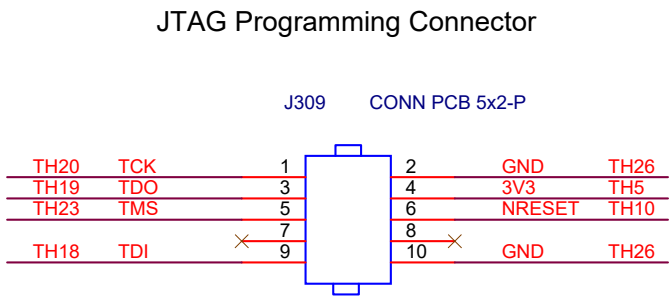 JTAG Programming Connector
J309 CONN PCB 5x2-P
TH20 TCK 1 2 GND TH26
TH19 TDO 3 4 3V3 TH5
TH23 TMS 5 6 NRESET TH10
7 8
TH18 TDI 9 10 GND TH26